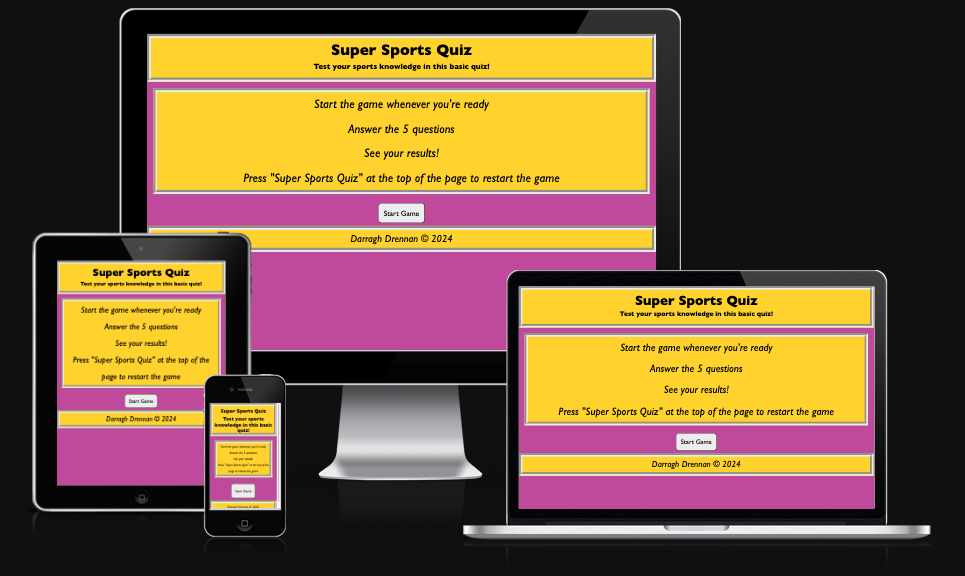 Super Sports Quiz
Test your sports knowledge in this basic quiz!
Start the game whenever you're ready
Answer the 5 questions
See your results!
Press "Super Sports Quiz" at the top of the page to restart the game
Start Game
Darragh Drennan © 2024
Super Sports Quiz
Test your sports knowledge in this basic quiz!
Start the game whenever you're ready
Answer the 5 questions
See your results!
Press "Super Sports Quiz" at the top of the
page to restart the game
Start Game
Darragh Drennan © 2024
Super Sports Quiz
Test your sports
knowledge in this basic
quiz!
Start the game whenever you're ready
Answer the 5 questions
See your results!
Press "Super Sports Quiz" at the top of the
page to restart the game
Start Game
Darragh Drennan © 2024
Super Sports Quiz
Test your sports knowledge in this basic quiz!
Start the game whenever you're ready
Answer the 5 questions
See your results!
Press "Super Sports Quiz" at the top of the page to restart the game
Start Game
Darragh Drennan © 2024